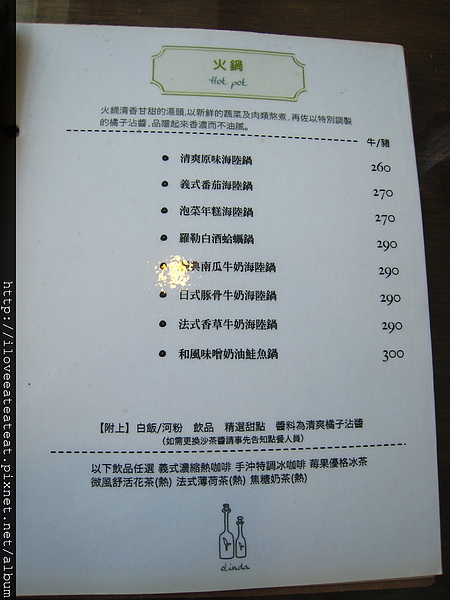 火鍋
Hot pot
火鍋清香甘甜的湯頭,以新鮮的蔬菜及肉類熬煮,再佐以特別調製
的橘子沾醬,品嚐起來香濃而不油膩。
牛/豬
清爽原味海陸鍋 260
義式番茄海陸鍋 270
泡菜年糕海陸鍋 270
羅勒白酒蛤蠣鍋 290
典南瓜牛奶海陸鍋 290
日式豚骨牛奶海陸鍋 290
法式香草牛奶海陸鍋 290
和風味噌奶油鮭魚鍋 300
【附上】白飯/河粉 飲品 精選甜點 醬料為清爽橘子沾醬
(如需更換沙茶醬請事先告知點餐人員)
以下飲品任選 義式濃縮熱咖啡 手沖特調冰咖啡 莓果優格冰茶
微風舒活花茶(熱) 法式薄荷茶(熱) 焦糖奶茶(熱)
olinda
http://iloveeateateat.pixnet.net/album